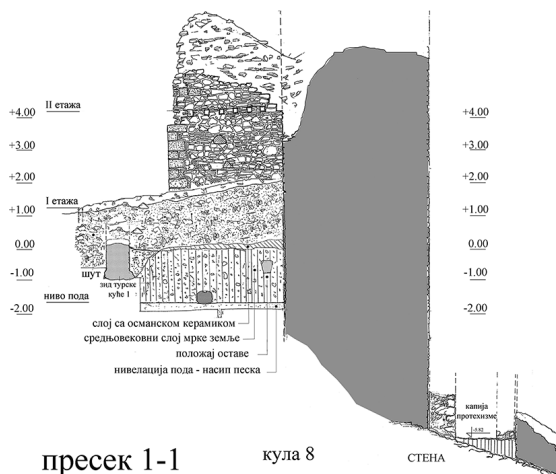 II етажа
+4.00
+3.00
+2.00
I етажа
+1.00
0.00
-1.00
шут
зид турске
куће 1
ниво пода
-2.00
+4.00
+3.00
+2.00
+1.00
0.00
-1.00
-2.00
слој са османском керамиком
средњовековни слој мрке земље
положај оставе
нивелација пода - насип песка
капија
протехизме
-5.82
пресек 1-1
кула 8
СТЕНА